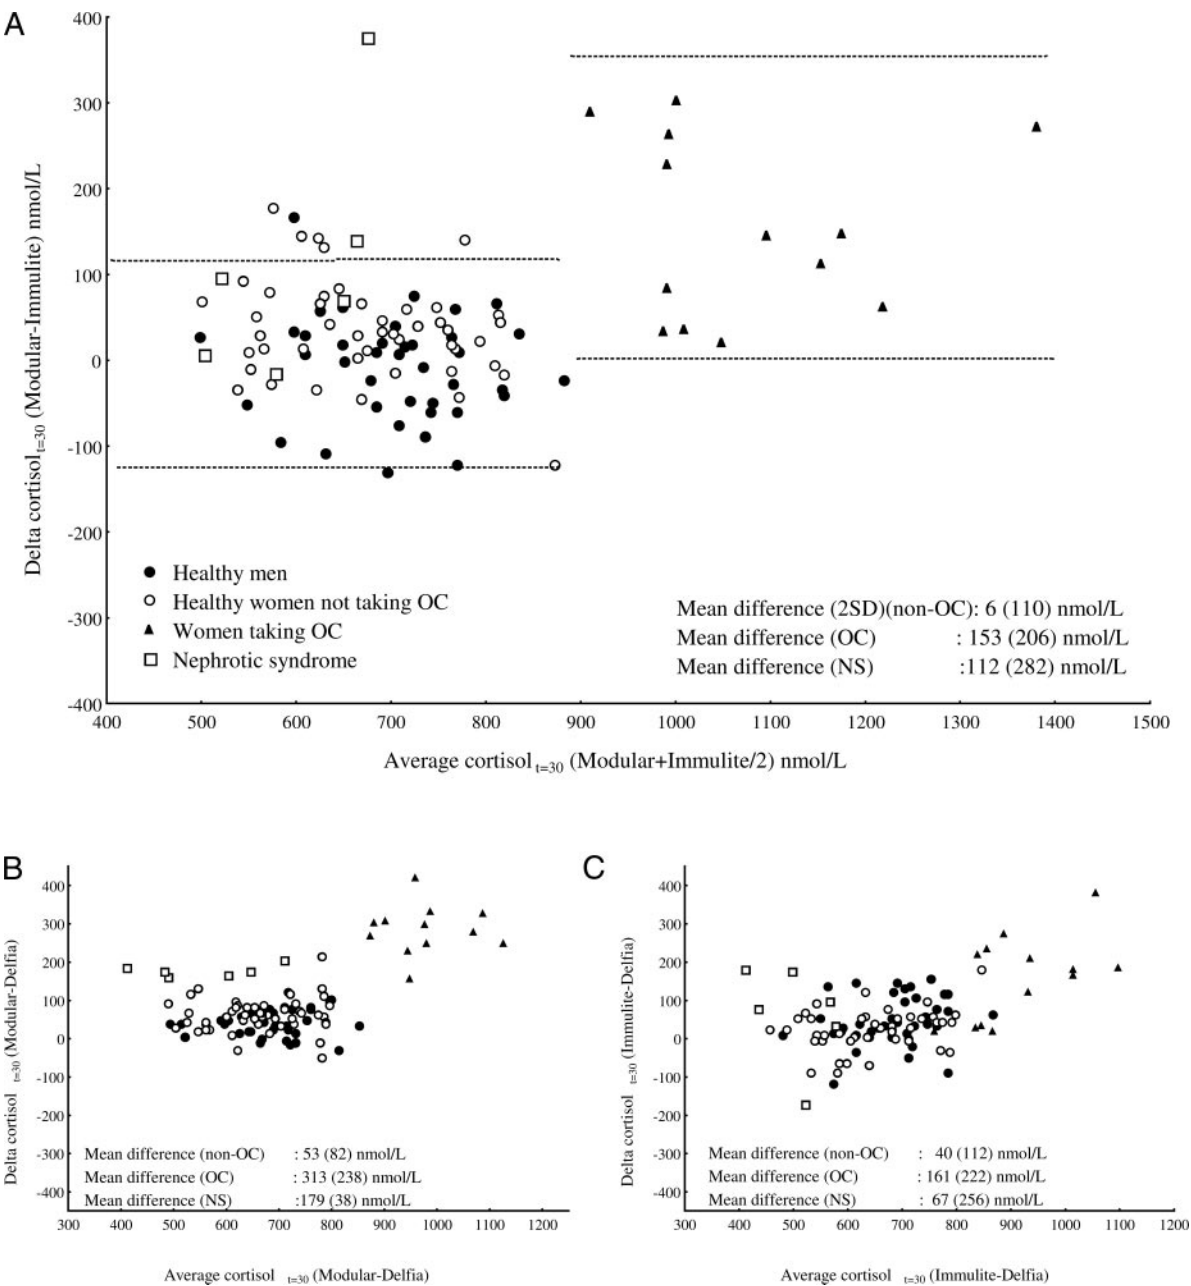 A
400
300
200
100
0
-100
-200
-300
-400
Delta cortisol t=30 (Modular-Immulite) nmol/L
Healthy men
Healthy women not taking OC
Women taking OC
Nephrotic syndrome
Mean difference (2SD)(non-OC): 6 (110) nmol/L
Mean difference (OC) : 153 (206) nmol/L
Mean difference (NS) :112 (282) nmol/L
400 500 600 700 800 900 1000 1100 1200 1300 1400 1500
Average cortisol t=30 (Modular+Immulite/2) nmol/L
B
400
300
200
100
0
-100
-200
-300
-400
Delta cortisol t=30 (Modular-Delfia)
Mean difference (non-OC) : 53 (82) nmol/L
Mean difference (OC) : 313 (238) nmol/L
Mean difference (NS) :179 (38) nmol/L
300 400 500 600 700 800 900 1000 1100 1200
Average cortisol t=30 (Modular-Delfia)
C
400
300
200
100
0
-100
-200
-300
-400
Delta cortisol t=30 (Immulite-Delfia)
Mean difference (non-OC) : 40 (112) nmol/L
Mean difference (OC) : 161 (222) nmol/L
Mean difference (NS) : 67 (256) nmol/L
300 400 500 600 700 800 900 1000 1100 1200
Average cortisol t=30 (Immulite-Delfia)